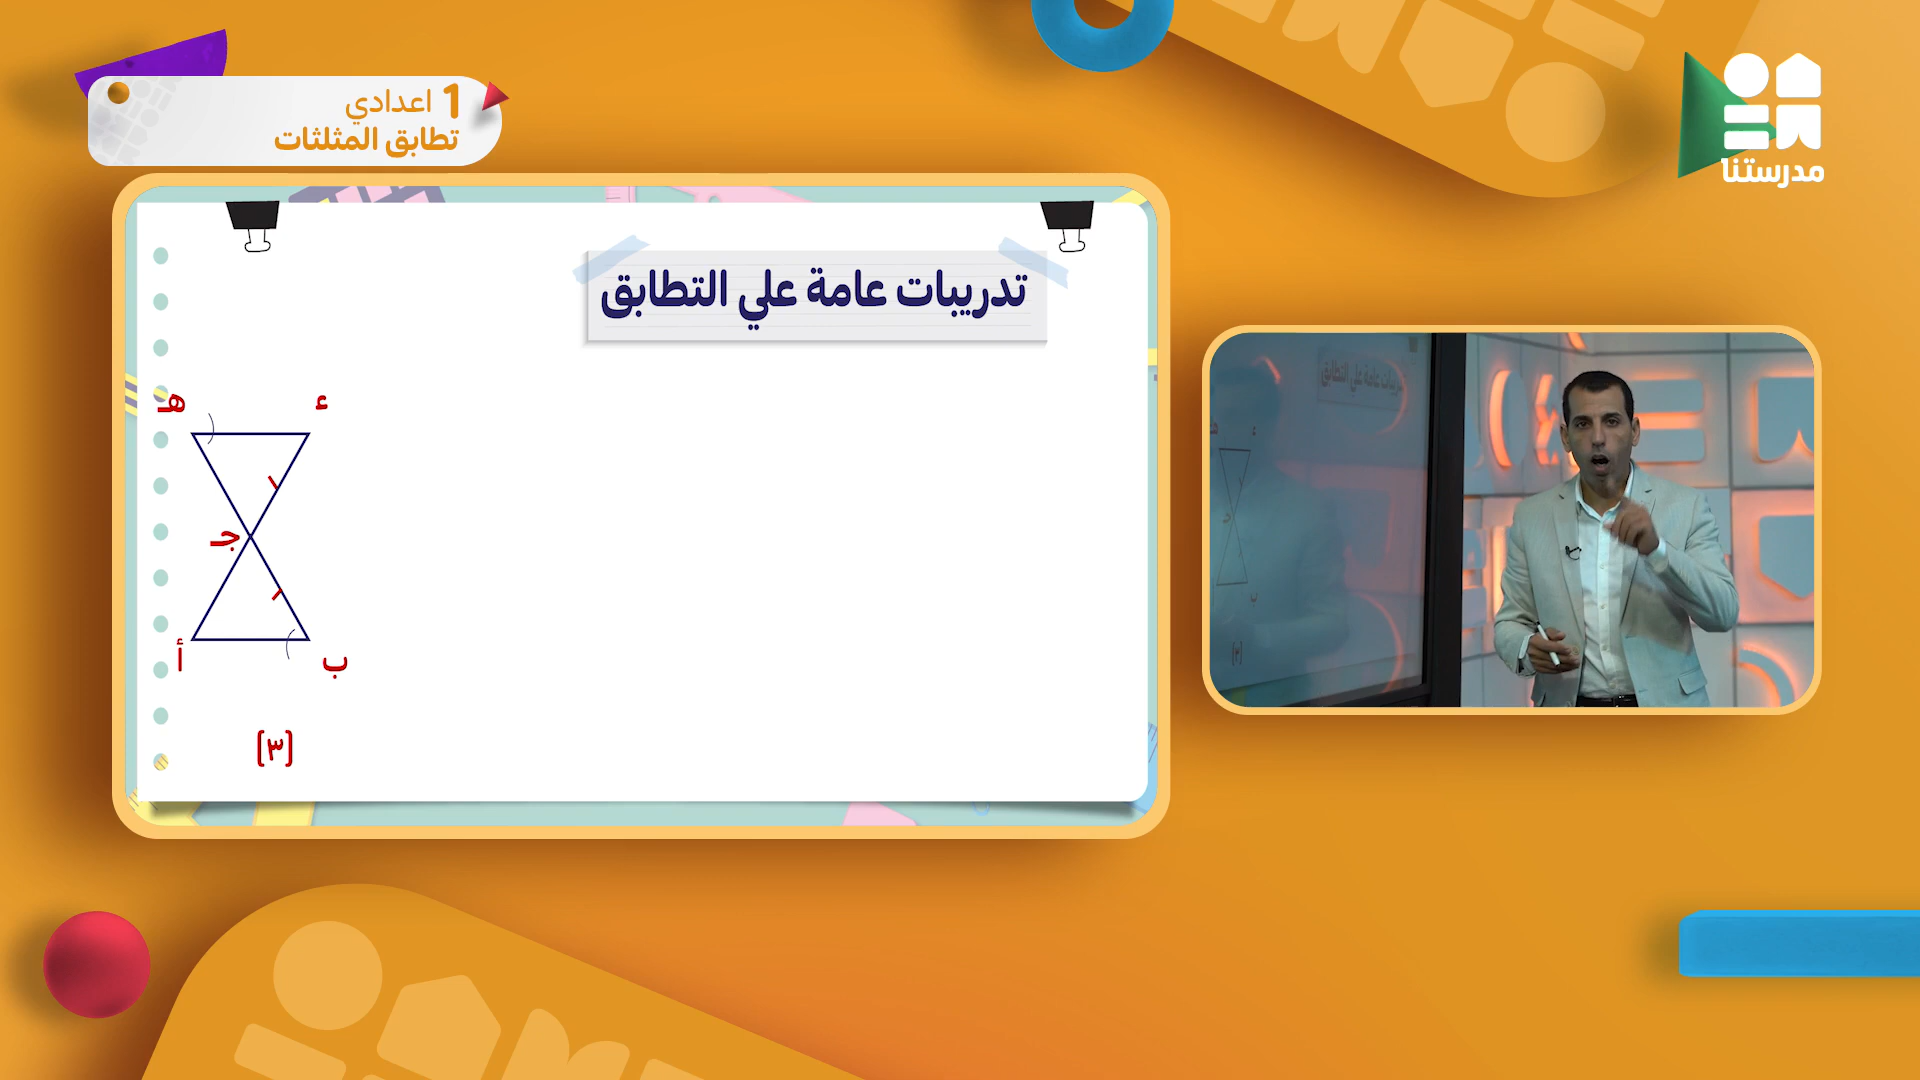 1 اعدادي
تطابق المثلثات
مدرستنا
تدريبات عامة علي التطابق
هـ ء
جـ
أ ب
[٣]